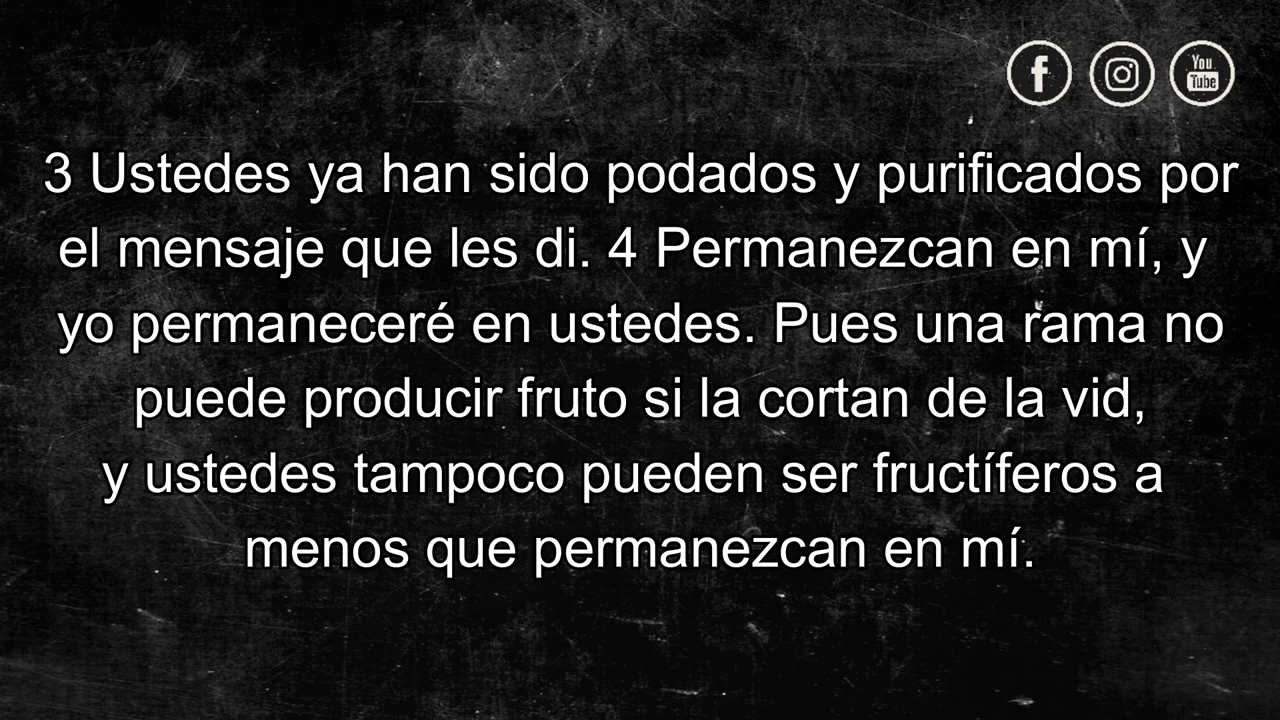 You
Tube
3 Ustedes ya han sido podados y purificados por
el mensaje que les di. 4 Permanezcan en mí, y
yo permaneceré en ustedes. Pues una rama no
puede producir fruto si la cortan de la vid,
y ustedes tampoco pueden ser fructíferos a
menos que permanezcan en mí.